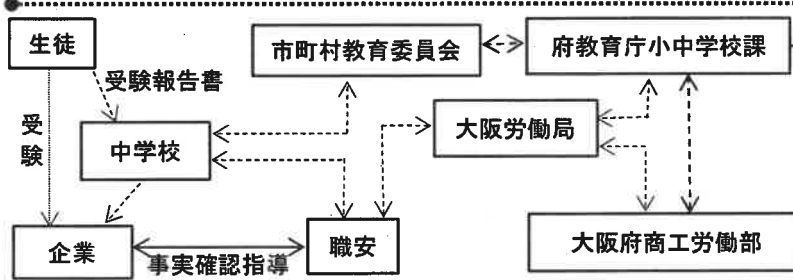 生徒
市町村教育委員会
府教育庁小中学校課
受験報告書
受験
中学校
大阪労働局
企業
事実確認指導
職安
大阪府商工労働部